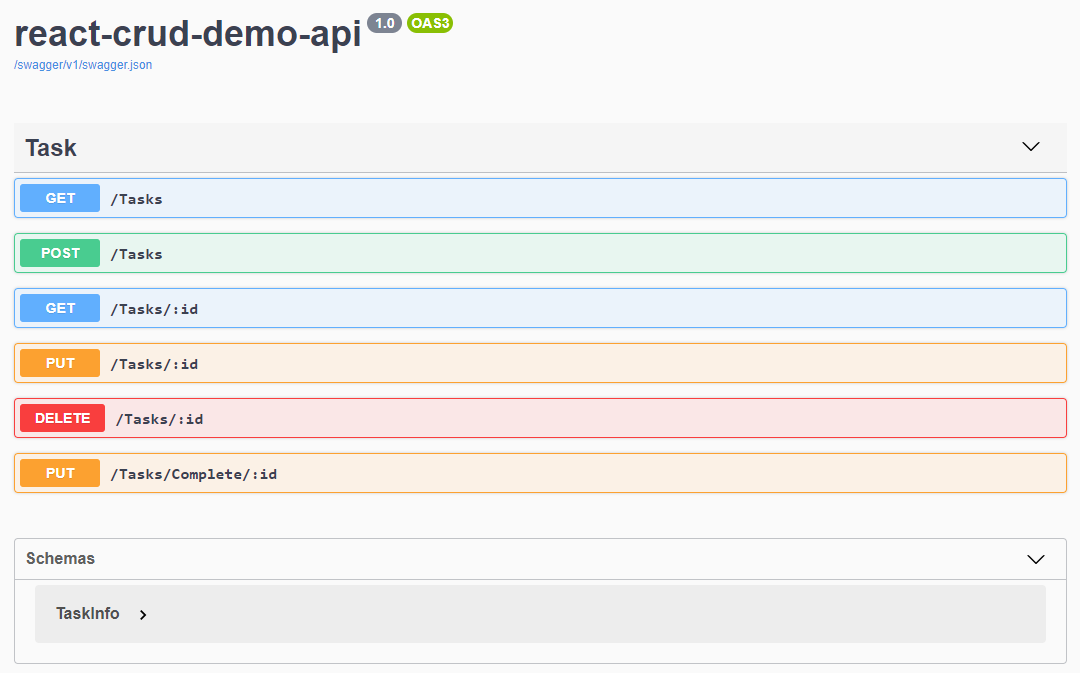 react-crud-demo-api 1.0 OAS3
/swagger/v1/swagger.json
Task
GET /Tasks
POST /Tasks
GET /Tasks/:id
PUT /Tasks/:id
DELETE /Tasks/:id
PUT /Tasks/Complete/:id
Schemas
TaskInfo